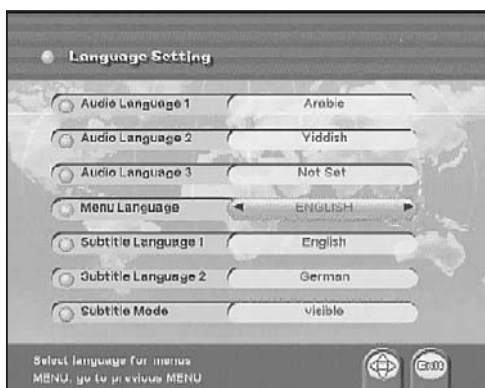 Language Setting
Audio Language 1 Arabic
Audio Language 2 Yiddish
Audio Language 3 Not Set
Menu Language ENGLISH
Subtitle Language 1 English
Subtitle Language 2 German
Subtitle Mode visible
Select language for menus
MENU, go to previous MENU
EXIT